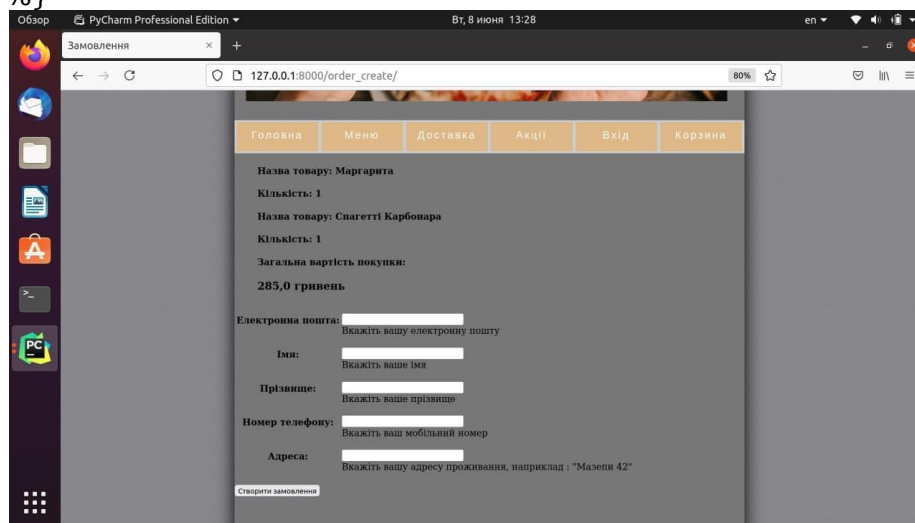 %}
Обзор PyCharm Professional Edition Вт, 8 июня 13:28 en
Замовлення × +
127.0.0.1:8000/order_create/ 80%
Головна Меню Доставка Акції Вхід Корзина
Назва товару: Маргарита
Кількість: 1
Назва товару: Спагетті Карбонара
Кількість: 1
Загальна вартість покупки:
285,0 гривень
Електронна пошта:
Вкажіть вашу електронну пошту
Імя:
Вкажіть ваше імя
Прізвище:
Вкажіть ваше прізвище
Номер телефону:
Вкажіть ваш мобільний номер
Адреса:
Вкажіть вашу адресу проживання, наприклад : "Мазепи 42"
Створити замовлення